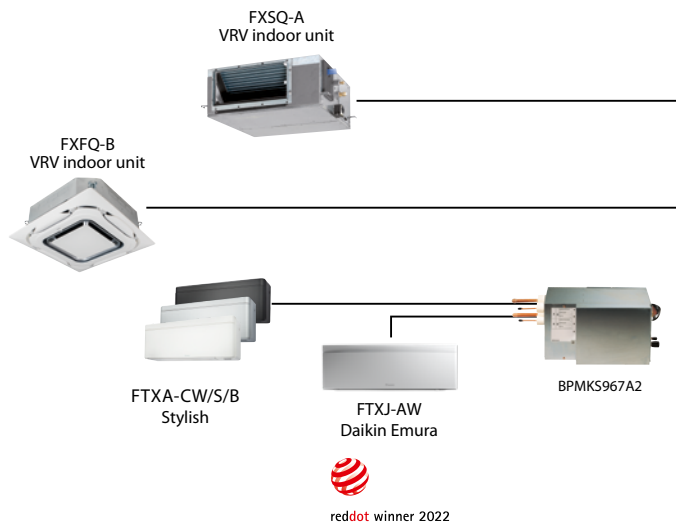 FXSQ-A
VRV indoor unit
FXFQ-B
VRV indoor unit
FTXA-CW/S/B
Stylish
FTXJ-AW
Daikin Emura
BPMKS967A2
reddot winner 2022